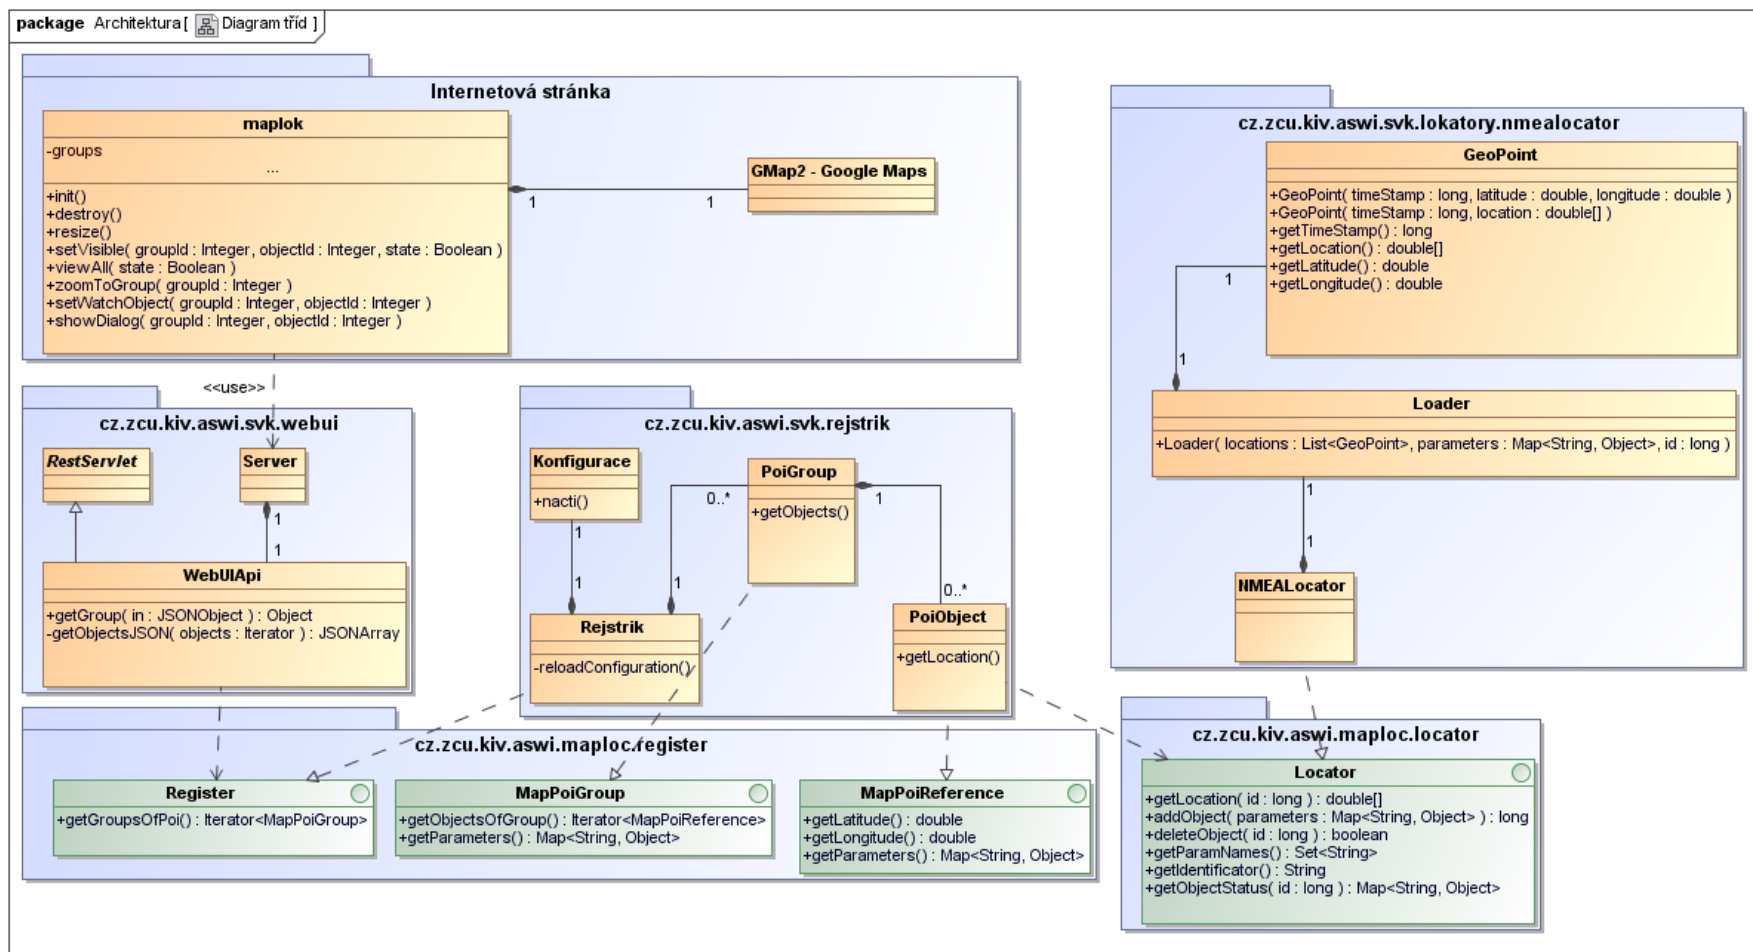 package Architektura [ Diagram tříd ]
Internetová stránka
maplok
-groups
...
+init()
+destroy()
+resize()
+setVisible( groupId : Integer, objectId : Integer, state : Boolean )
+viewAll( state : Boolean )
+zoomToGroup( groupId : Integer )
+setWatchObject( groupId : Integer, objectId : Integer )
+showDialog( groupId : Integer, objectId : Integer )
1
1
GMap2 - Google Maps
cz.zcu.kiv.aswi.svk.lokatory.nmealocator
GeoPoint
+GeoPoint( timeStamp : long, latitude : double, longitude : double )
+GeoPoint( timeStamp : long, location : double[] )
+getTimeStamp() : long
+getLocation() : double[]
+getLatitude() : double
+getLongitude() : double
1
1
Loader
+Loader( locations : List<GeoPoint>, parameters : Map<String, Object>, id : long )
1
1
NMEALocator
<<use>>
cz.zcu.kiv.aswi.svk.webui
RestServlet
Server
1
1
WebUIApi
+getGroup( in : JSONObject ) : Object
-getObjectsJSON( objects : Iterator ) : JSONArray
cz.zcu.kiv.aswi.svk.rejstrik
Konfigurace
+nacti()
1
1
Rejstrik
-reloadConfiguration()
PoiGroup
+getObjects()
0..*
1
1
0..*
PoiObject
+getLocation()
cz.zcu.kiv.aswi.maploc.register
Register
+getGroupsOfPoi() : Iterator<MapPoiGroup>
MapPoiGroup
+getObjectsOfGroup() : Iterator<MapPoiReference>
+getParameters() : Map<String, Object>
MapPoiReference
+getLatitude() : double
+getLongitude() : double
+getParameters() : Map<String, Object>
cz.zcu.kiv.aswi.maploc.locator
Locator
+getLocation( id : long ) : double[]
+addObject( parameters : Map<String, Object> ) : long
+deleteObject( id : long ) : boolean
+getParamNames() : Set<String>
+getIdentificator() : String
+getObjectStatus( id : long ) : Map<String, Object>